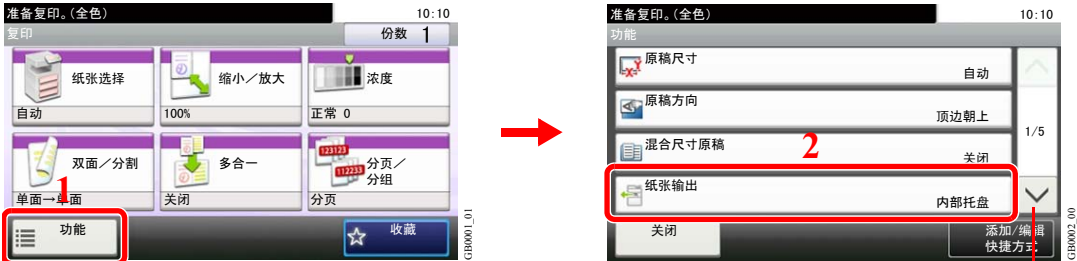 准备复印。(全色)
10:10
复印
份数 1
纸张选择
自动
缩小／放大
100%
浓度
正常 0
双面／分割
单面→单面
多合一
关闭
123123
112233
分页／
分组
分页
1
功能
收藏
GB0001_01
准备复印。(全色)
10:10
功能
原稿尺寸
自动
原稿方向
顶边朝上
混合尺寸原稿
关闭
2
纸张输出
内部托盘
1/5
关闭
添加/编辑
快捷方式
GB0002_00